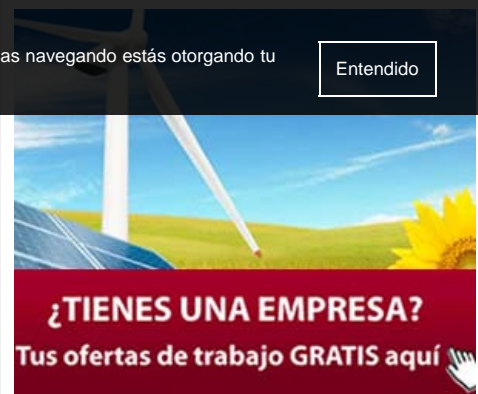 as navegando estás otorgando tu
Entendido
¿TIENES UNA EMPRESA?
Tus ofertas de trabajo GRATIS aquí